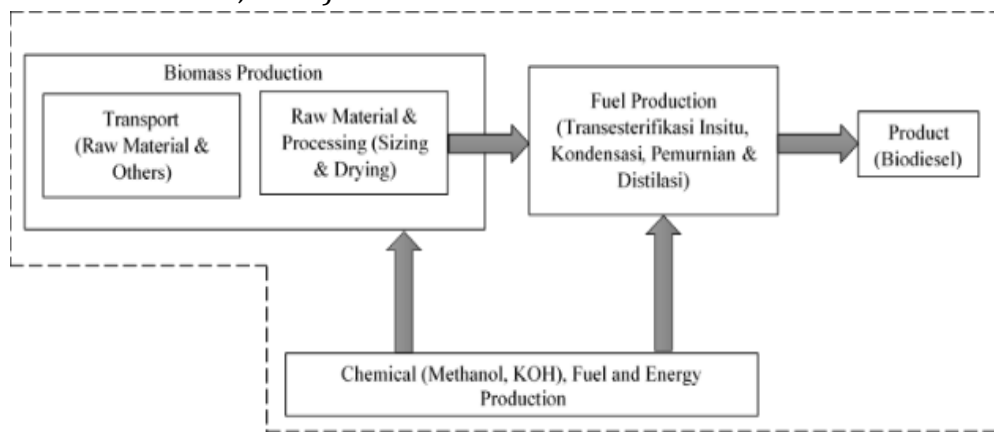 Biomass Production
Transport
(Raw Material &
Others)
Raw Material &
Processing (Sizing
& Drying)
Fuel Production
(Transesterifikasi Insitu,
Kondensasi, Pemurnian &
Distilasi)
Product
(Biodiesel)
Chemical (Methanol, KOH), Fuel and Energy
Production